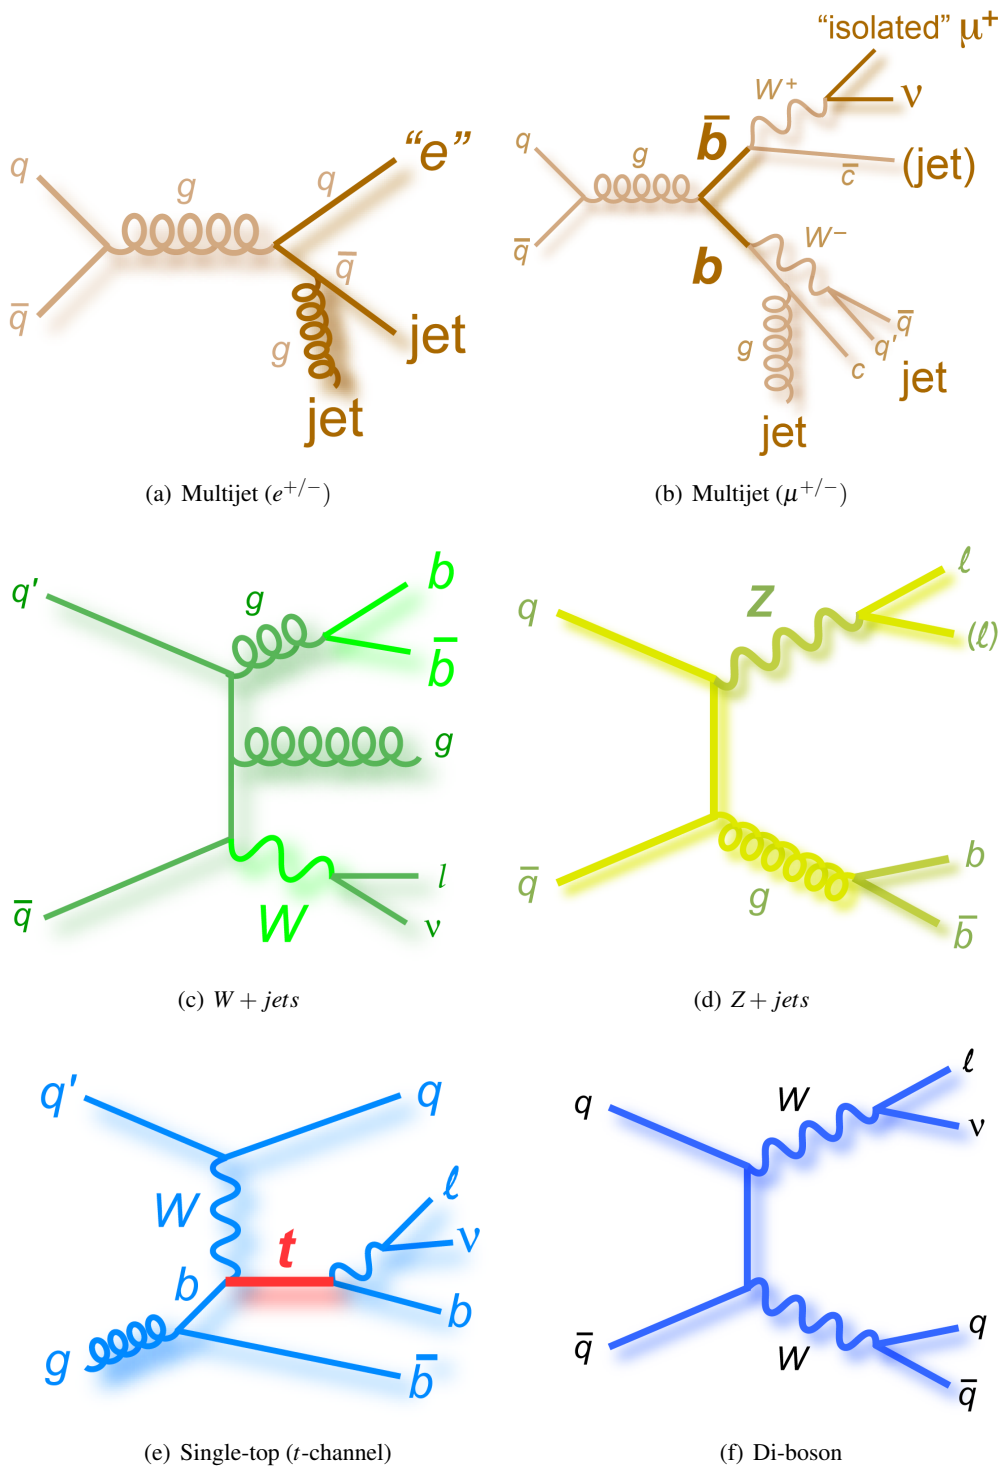 “isolated” μ+
W+
ν
“e”
b̄
q
q
g
(jet)
q
g
c̄
q̄
q̄
W−
b
q̄
jet
g
g
q̄
q'
c
jet
jet
jet
(a) Multijet (e+/−)
(b) Multijet (μ+/−)
b
ℓ
q'
g
q
Z
b̄
(ℓ)
g
b
l
q̄
g
q̄
W
ν
b̄
(c) W + jets
(d) Z + jets
q'
q
ℓ
q
W
ν
W
ℓ
t
ν
b
b
q
g
b̄
q̄
W
q̄
(e) Single-top (t-channel)
(f) Di-boson